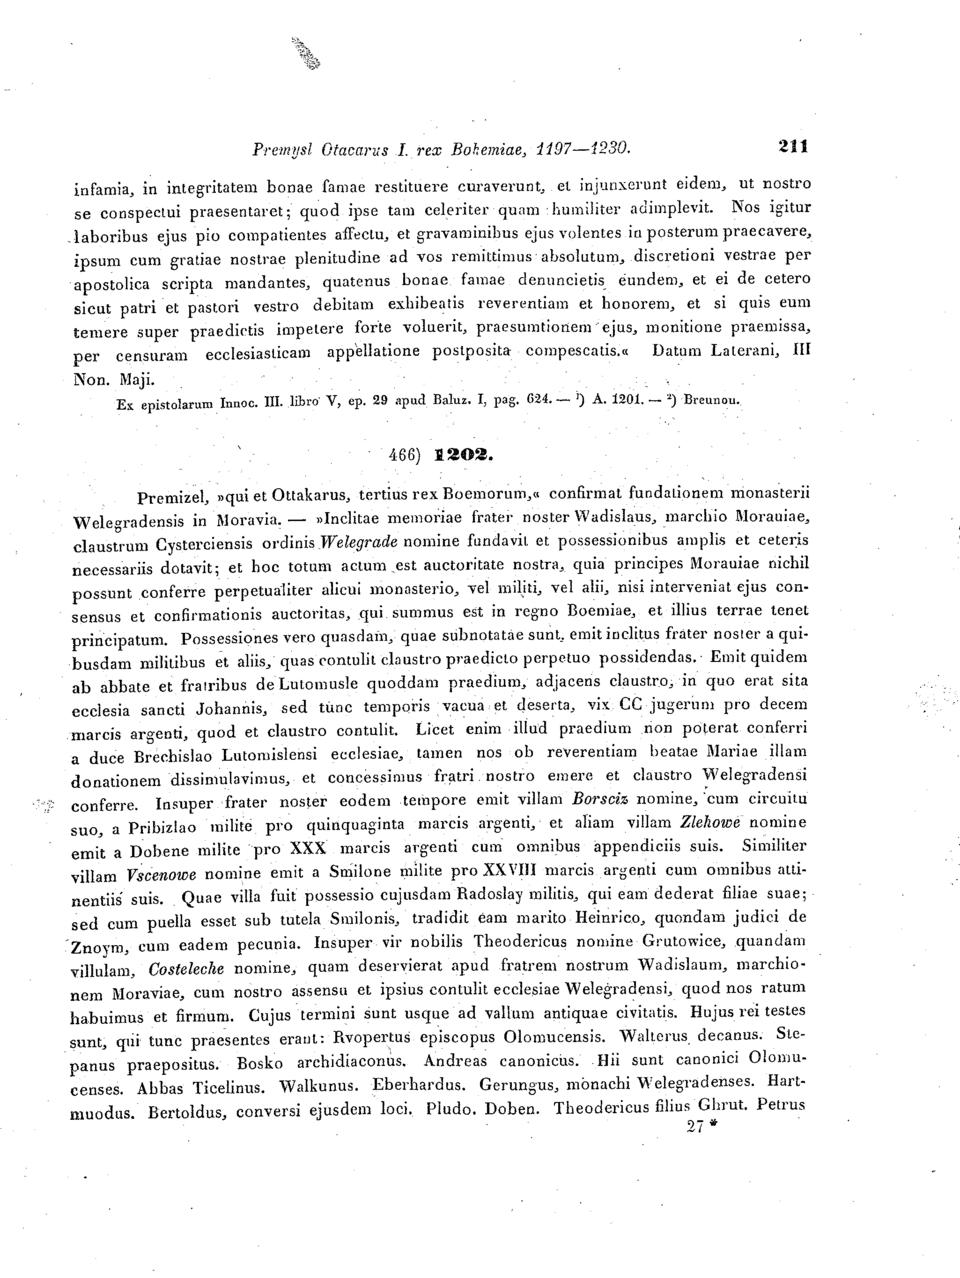 Premysl Otacarus I. rex Bohemiae, 1197—1230. 211
infamia, in integritatem bonae famae restituere curaverunt, et injunxerunt eidem, ut nostro
se conspectui praesentaret; quod ipse tam celeriter quam humiliter adimplevit. Nos igitur
laboribus ejus pio compatientes affectu, et gravaminibus ejus volentes in posterum praecavere,
ipsum cum gratiae nostrae plenitudine ad vos remittimus absolutum, discretioni vestrae per
apostolica scripta mandantes, quatenus bonae famae denuncietis eundem, et ei de cetero
sicut patri et pastori vestro debitam exhibeatis reverentiam et honorem, et si quis eum
temere super praedictis impetere forte voluerit, praesumtionem ejus, monitione praemissa,
per censuram ecclesiasticam appellatione postposita compescatis.« Datum Laterani, III
Non. Maji.
Ex epistolarum Innoc. III. libro V, ep. 29 apud Baluz. I, pag. 624. — ¹) A. 1201. — ²) Breunou.
466) 1202.
Premizel, »qui et Ottakarus, tertius rex Boemorum,« confirmat fundationem monasterii
Welegradensis in Moravia. — »Inclitae memoriae frater noster Wadislaus, marchio Morauiae,
claustrum Cysterciensis ordinis Welegrade nomine fundavit et possessionibus amplis et ceteris
necessariis dotavit; et hoc totum actum est auctoritate nostra, quia principes Morauiae nichil
possunt conferre perpetualiter alicui monasterio, vel militi, vel alii, nisi interveniat ejus con-
sensus et confirmationis auctoritas, qui summus est in regno Boemiae, et illius terrae tenet
principatum. Possessiones vero quasdam, quae subnotatae sunt, emit inclitus frater noster a qui-
busdam militibus et aliis, quas contulit claustro praedicto perpetuo possidendas. Emit quidem
ab abbate et fratribus de Lutomusle quoddam praedium, adjacens claustro, in quo erat sita
ecclesia sancti Johannis, sed tunc temporis vacua et deserta, vix CC jugerum pro decem
marcis argenti, quod et claustro contulit. Licet enim illud praedium non poterat conferri
a duce Brechislao Lutomislensi ecclesiae, tamen nos ob reverentiam beatae Mariae illam
donationem dissimulavimus, et concessimus fratri nostro emere et claustro Welegradensi
conferre. Insuper frater noster eodem tempore emit villam Borsciz nomine, cum circuitu
suo, a Pribizlao milite pro quinquaginta marcis argenti, et aliam villam Zlehowe nomine
emit a Dobene milite pro XXX marcis argenti cum omnibus appendiciis suis. Similiter
villam Vscenowe nomine emit a Smilone milite pro XXVIII marcis argenti cum omnibus atti-
nentiis suis. Quae villa fuit possessio cujusdam Radoslay militis, qui eam dederat filiae suae;
sed cum puella esset sub tutela Smilonis, tradidit eam marito Heinrico, quondam judici de
Znoym, cum eadem pecunia. Insuper vir nobilis Theodericus nomine Grutowice, quandam
villulam, Costeleche nomine, quam deservierat apud fratrem nostrum Wadislaum, marchio-
nem Moraviae, cum nostro assensu et ipsius contulit ecclesiae Welegradensi, quod nos ratum
habuimus et firmum. Cujus termini sunt usque ad vallum antiquae civitatis. Hujus rei testes
sunt, qui tunc praesentes erant: Rvopertus episcopus Olomucensis. Walterus decanus. Ste-
panus praepositus. Bosko archidiaconus. Andreas canonicus. Hii sunt canonici Olomu-
censes. Abbas Ticelinus. Walkunus. Eberhardus. Gerungus, monachi Welegradenses. Hart-
muodus. Bertoldus, conversi ejusdem loci. Pludo. Doben. Theodericus filius Ghrut. Petrus
27 *